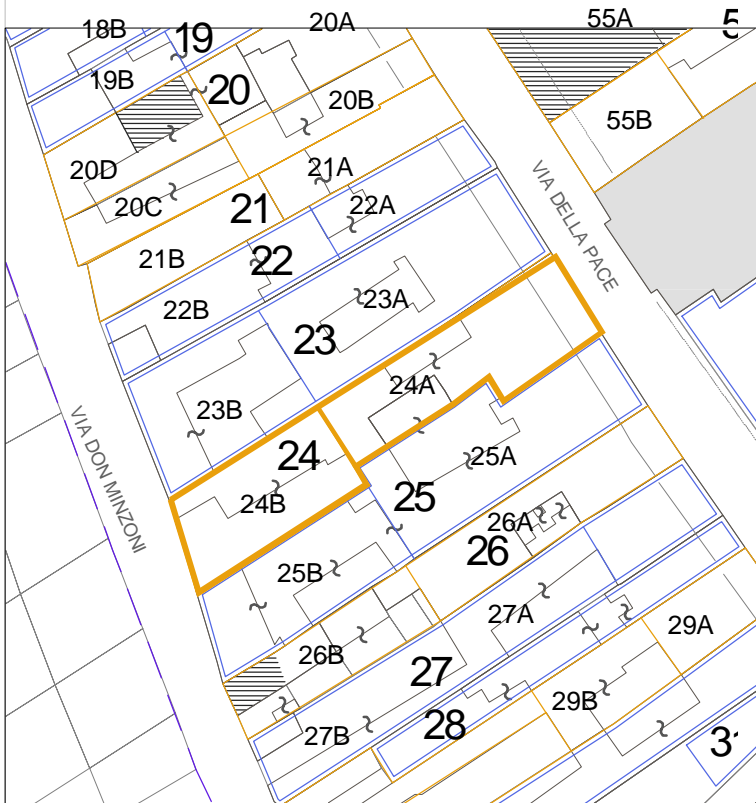 18B
19
20A
55A
5
19B
20
20B
55B
20D
21A
20C
21
22A
VIA DELLA PACE
21B
22
22B
23A
23
24A
23B
24
25A
24B
25
VIA DON MINZONI
26A
26
25B
27A
29A
26B
27
29B
27B
28